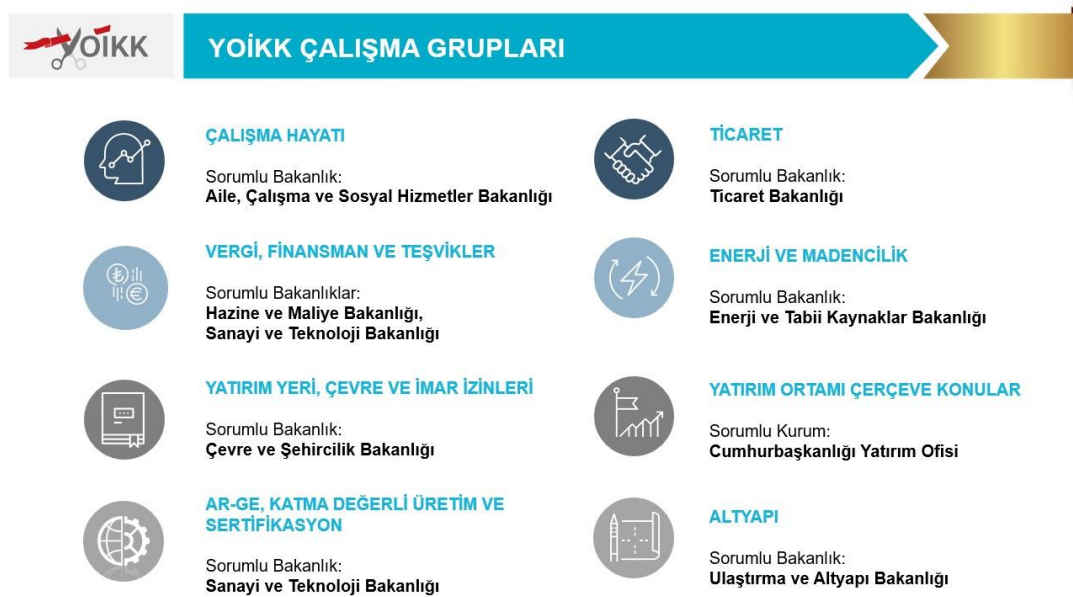 YOİKK
YOİKK ÇALIŞMA GRUPLARI
ÇALIŞMA HAYATI
Sorumlu Bakanlık:
Aile, Çalışma ve Sosyal Hizmetler Bakanlığı
TİCARET
Sorumlu Bakanlık:
Ticaret Bakanlığı
VERGİ, FİNANSMAN VE TEŞVİKLER
Sorumlu Bakanlıklar:
Hazine ve Maliye Bakanlığı,
Sanayi ve Teknoloji Bakanlığı
ENERJİ VE MADENCİLİK
Sorumlu Bakanlık:
Enerji ve Tabii Kaynaklar Bakanlığı
YATIRIM YERİ, ÇEVRE VE İMAR İZİNLERİ
Sorumlu Bakanlık:
Çevre ve Şehircilik Bakanlığı
YATIRIM ORTAMI ÇERÇEVE KONULAR
Sorumlu Kurum:
Cumhurbaşkanlığı Yatırım Ofisi
AR-GE, KATMA DEĞERLİ ÜRETİM VE
SERTİFİKASYON
Sorumlu Bakanlık:
Sanayi ve Teknoloji Bakanlığı
ALTYAPI
Sorumlu Bakanlık:
Ulaştırma ve Altyapı Bakanlığı